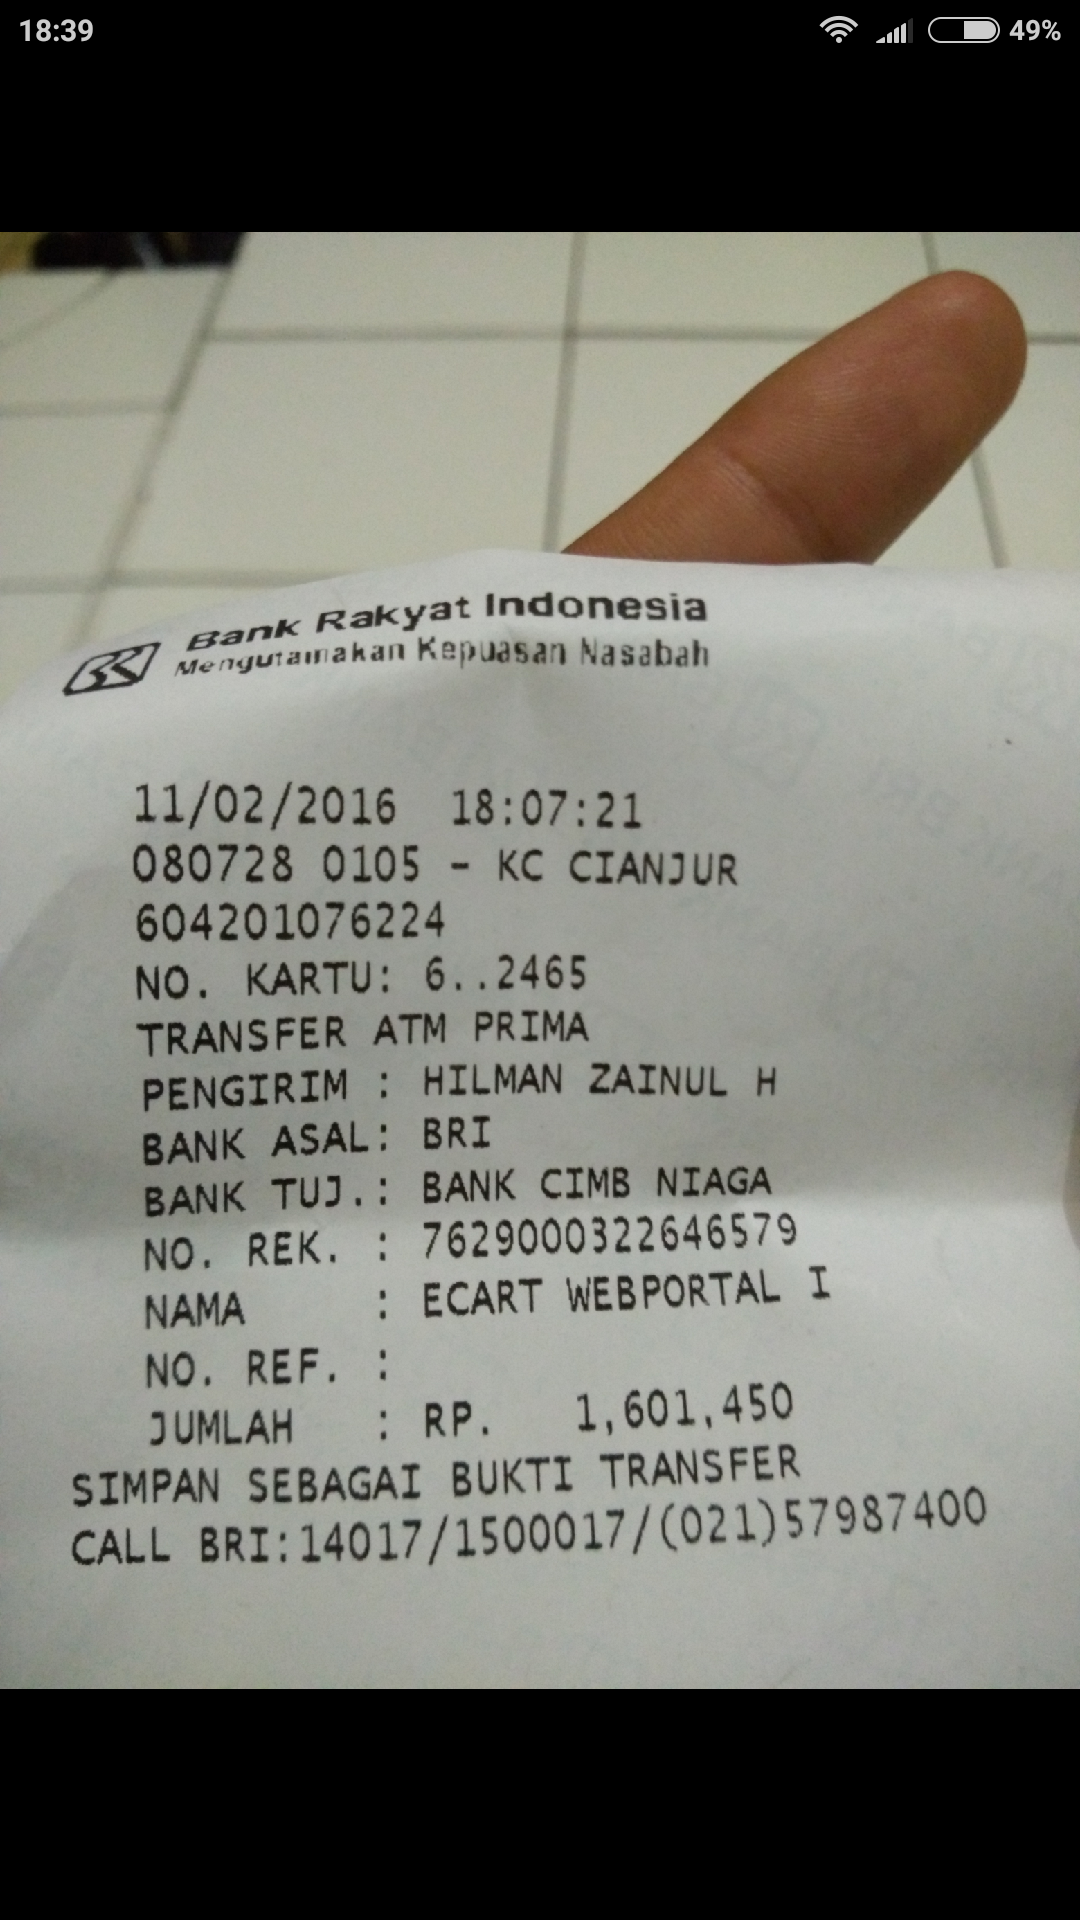 18:39 49%
Bank Rakyat Indonesia
Mengutamakan Kepuasan Nasabah
11/02/2016 18:07:21
080728 0105 - KC CIANJUR
604201076224
NO. KARTU: 6..2465
TRANSFER ATM PRIMA
PENGIRIM : HILMAN ZAINUL H
BANK ASAL: BRI
BANK TUJ.: BANK CIMB NIAGA
NO. REK. : 7629000322646579
NAMA : ECART WEBPORTAL I
NO. REF. :
JUMLAH : RP. 1,601,450
SIMPAN SEBAGAI BUKTI TRANSFER
CALL BRI:14017/1500017/(021)57987400